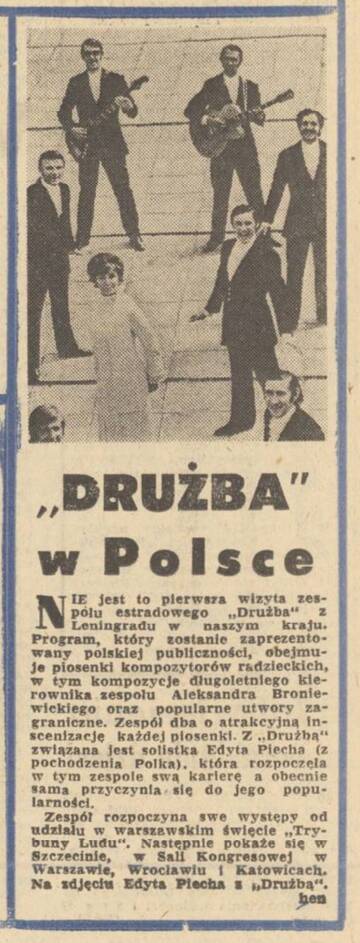 „DRUŻBA"
w Polsce
NIE jest to pierwsza wizyta zes-
połu estradowego „Drużba" z
Leningradu w naszym kraju.
Program, który zostanie zaprezento-
wany polskiej publiczności, obejmu-
je piosenki kompozytorów radzieckich,
w tym kompozycje długoletniego kie-
rownika zespołu Aleksandra Bronie-
wickiego oraz popularne utwory za-
graniczne. Zespół dba o atrakcyjną in-
scenizację każdej piosenki. Z „Drużbą"
związana jest solistka Edyta Piecha (z
pochodzenia Polka), która rozpoczęła
w tym zespole swą karierę a obecnie
sama przyczynia się do jego popu-
larności.
Zespół rozpoczyna swe występy od
udziału w warszawskim święcie „Try-
buny Ludu". Następnie pokaże się w
Szczecinie, w Sali Kongresowej w
Warszawie, Wrocławiu i Katowicach.
Na zdjęciu Edyta Piecha z „Drużbą".
hen